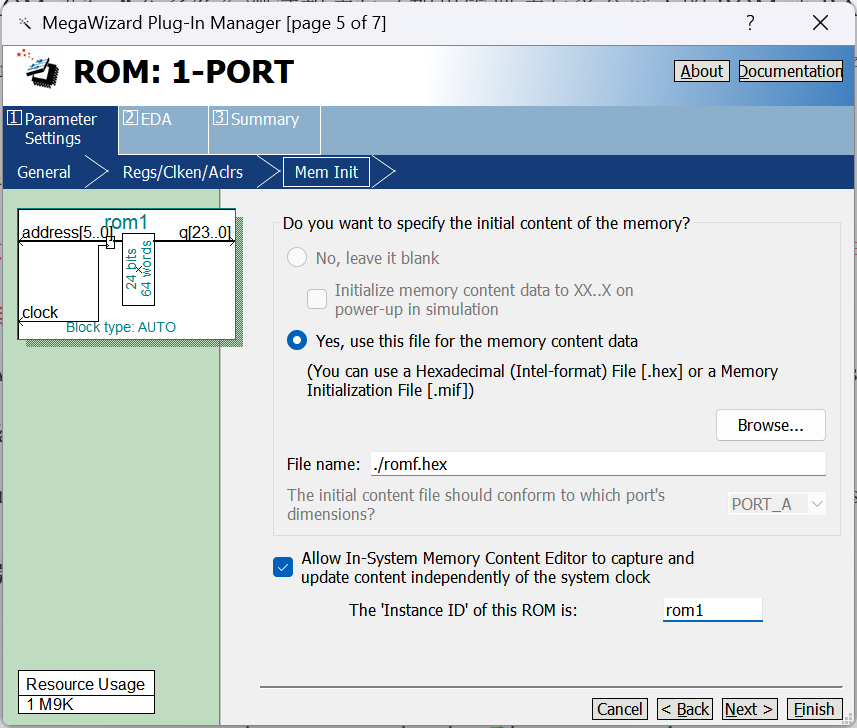 MegaWizard Plug-In Manager [page 5 of 7]
?
ROM: 1-PORT
About
Documentation
1 Parameter Settings
2 EDA
3 Summary
General
Regs/Clken/Aclrs
Mem Init
rom1
address[5..0]
q[23..0]
24 bits
64 words
clock
Block type: AUTO
Do you want to specify the initial content of the memory?
No, leave it blank
Initialize memory content data to XX..X on
power-up in simulation
Yes, use this file for the memory content data
(You can use a Hexadecimal (Intel-format) File [.hex] or a Memory
Initialization File [.mif])
Browse...
File name: ./romf.hex
The initial content file should conform to which port's
dimensions?
PORT_A
Allow In-System Memory Content Editor to capture and
update content independently of the system clock
The 'Instance ID' of this ROM is: rom1
Resource Usage
1 M9K
Cancel
< Back
Next >
Finish